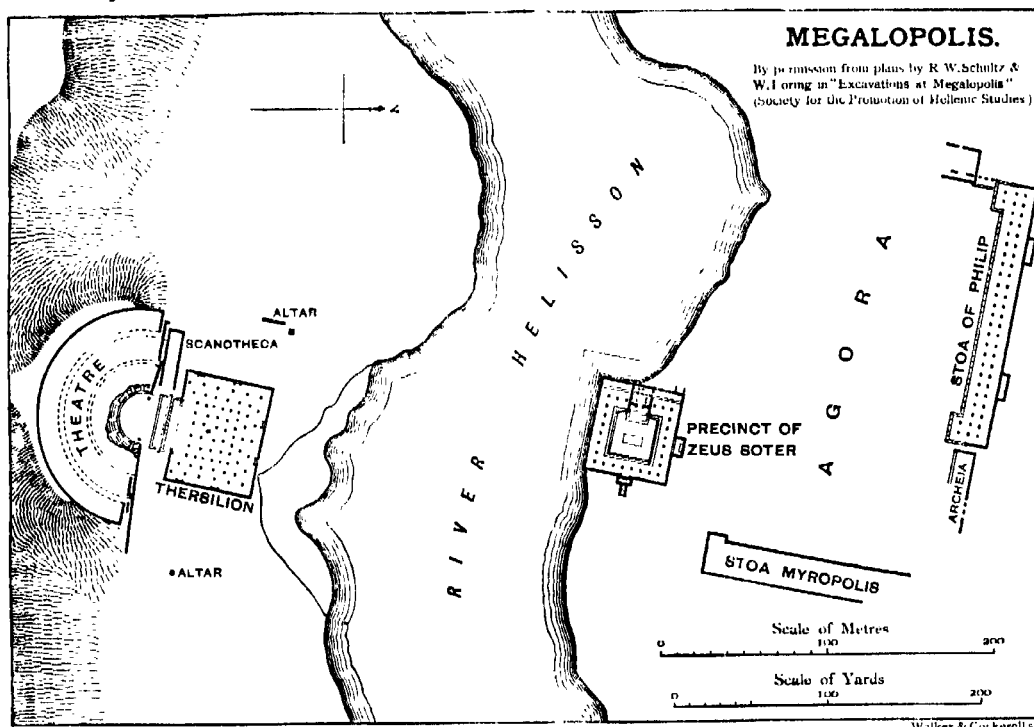 MEGALOPOLIS.
By permission from plans by R.W.Schultz &
W.Loring in "Excavations at Megalopolis"
(Society for the Promotion of Hellenic Studies)
ALTAR
SCANOTHECA
THEATRE
THERSILION
ALTAR
RIVER HELISSON
PRECINCT OF
ZEUS SOTER
AGORA
STOA OF PHILIP
ARCHEIA
STOA MYROPOLIS
Scale of Metres
0 100 200
Scale of Yards
0 100 200
Walker & Cockerell sc.